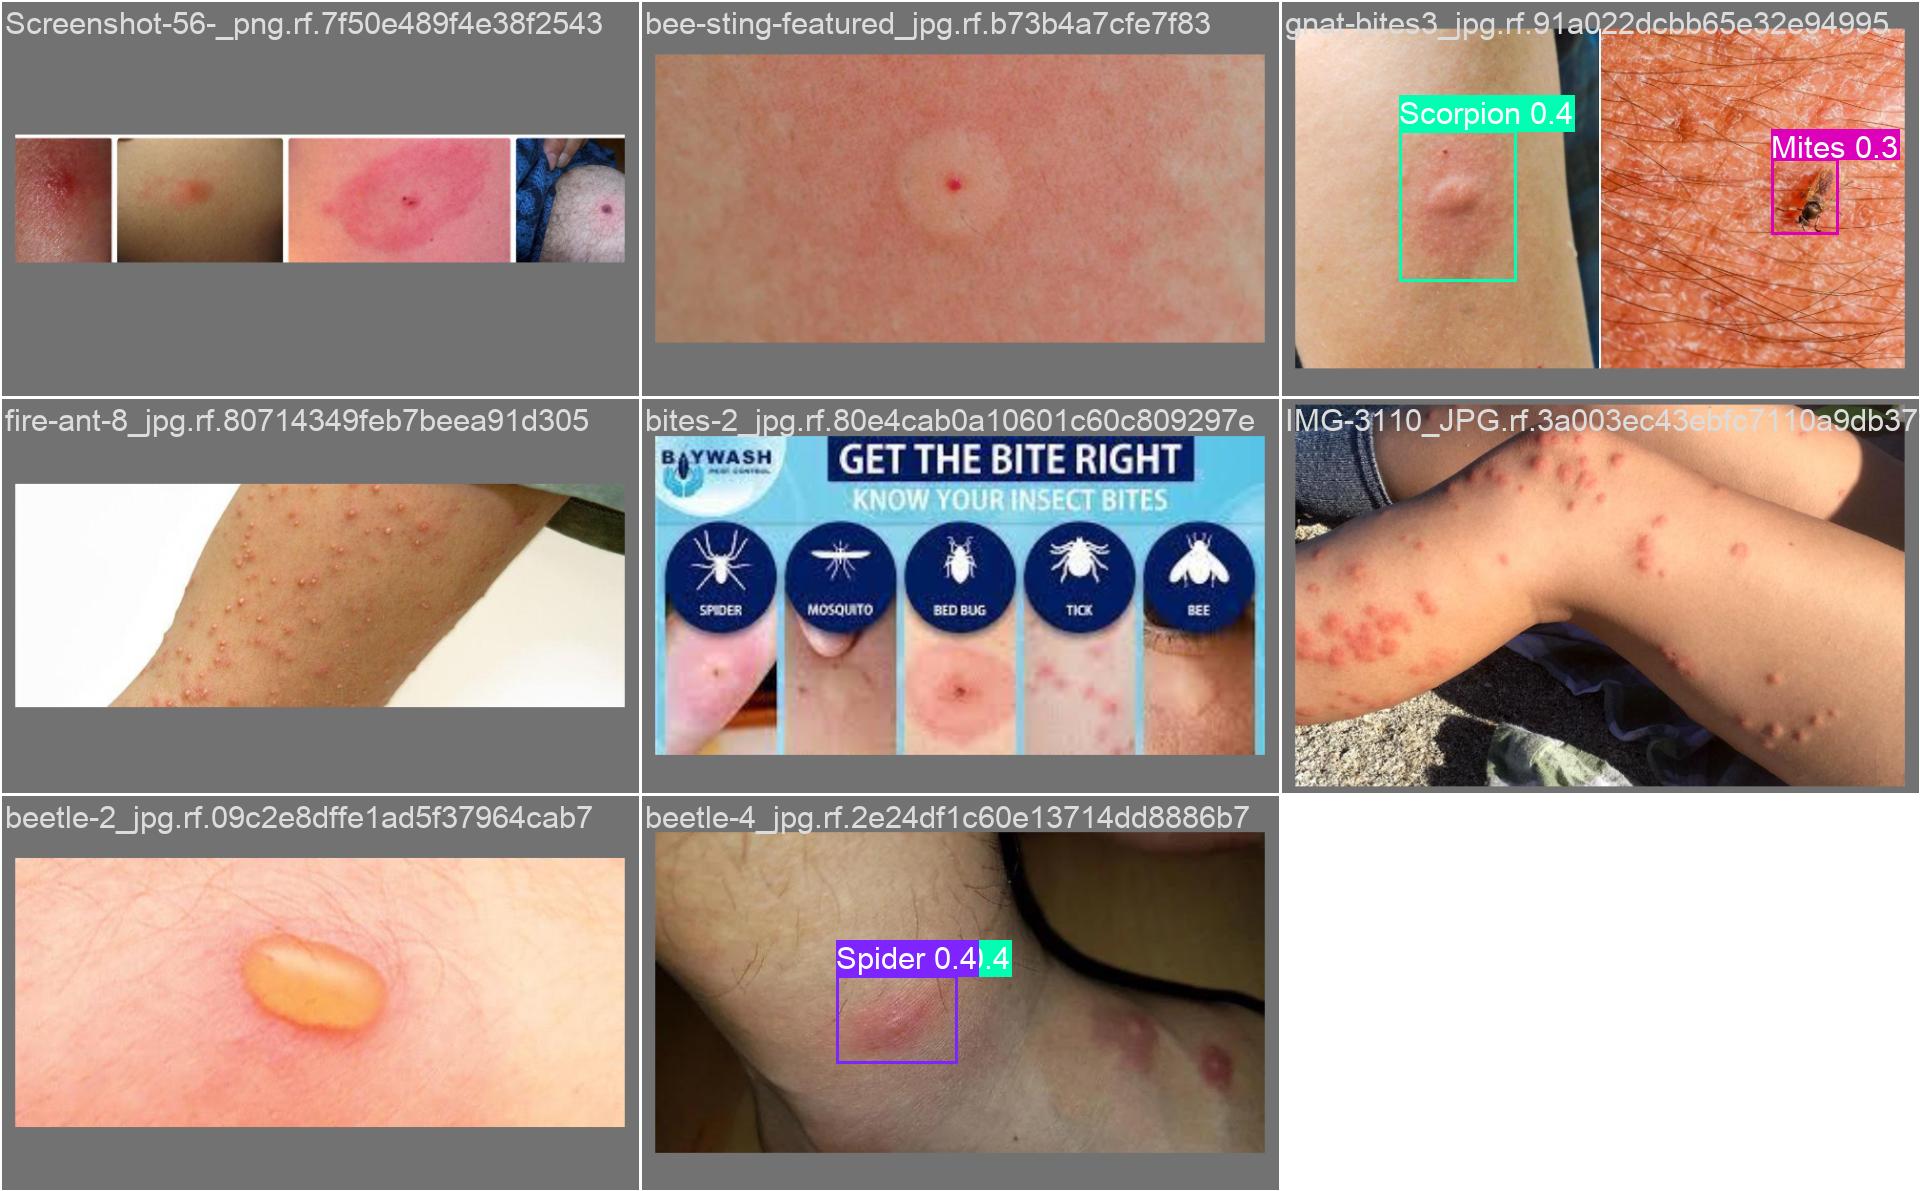 Screenshot-56-_png.rf.7f50e489f4e38f2543
bee-sting-featured_jpg.rf.b73b4a7cfe7f83
gnat-bites3_jpg.rf.91a022dcbb65e32e94995
Scorpion 0.4
Mites 0.3
fire-ant-8_jpg.rf.80714349feb7beea91d305
bites-2_jpg.rf.80e4cab0a10601c60c809297e
IMG-3110_JPG.rf.3a003ec43ebfc7110a9db37
BAYWASH
PEST CONTROL
GET THE BITE RIGHT
KNOW YOUR INSECT BITES
SPIDER
MOSQUITO
BED BUG
TICK
BEE
beetle-2_jpg.rf.09c2e8dffe1ad5f37964cab7
beetle-4_jpg.rf.2e24df1c60e13714dd8886b7
Spider 0.4
).4